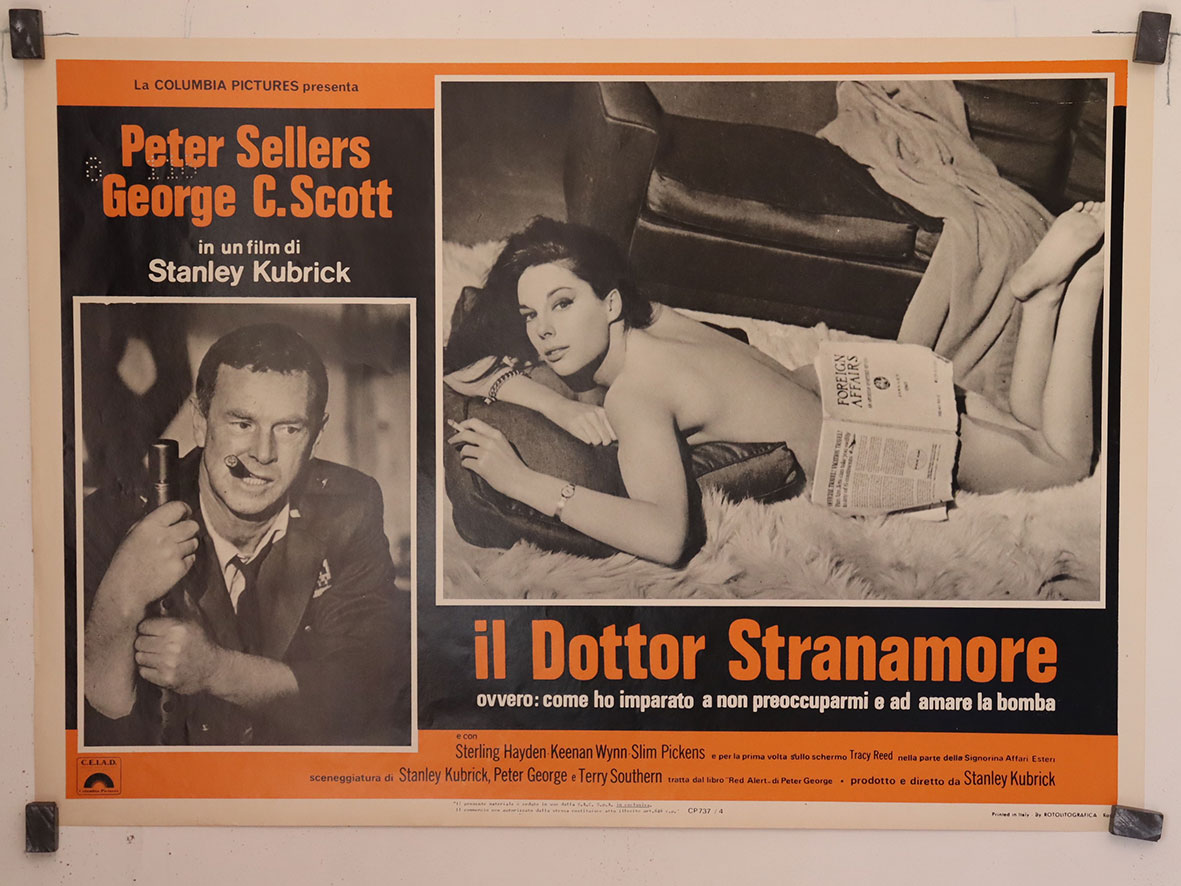 La COLUMBIA PICTURES presenta
Peter Sellers
George C. Scott
in un film di
Stanley Kubrick
FOREIGN
AFFAIRS
il Dottor Stranamore
ovvero: come ho imparato a non preoccuparmi e ad amare la bomba
e con
Sterling Hayden · Keenan Wynn · Slim Pickens e per la prima volta sullo schermo Tracy Reed nella parte della Signorina Affari Esteri
sceneggiatura di Stanley Kubrick, Peter George e Terry Southern tratta dal libro "Red Alert" di Peter George • prodotto e diretto da Stanley Kubrick
C.E.I.A.D.
Columbia Pictures
CP 737 / 4
Printed in Italy - By ROTOLITOGRAFICA